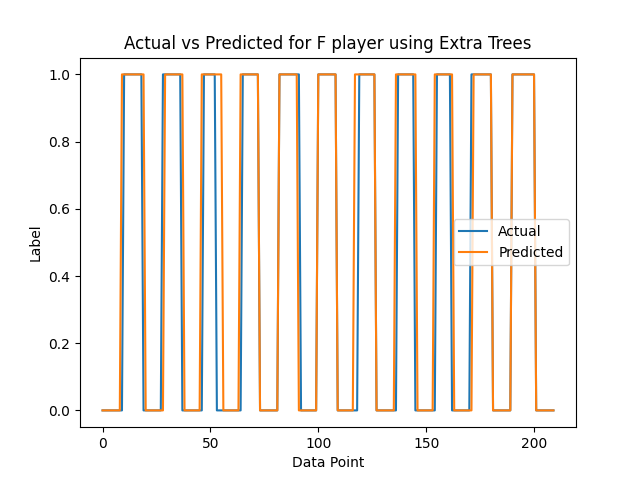 Actual vs Predicted for F player using Extra Trees
1.0
0.8
0.6
0.4
0.2
0.0
Label
Actual
Predicted
0
50
100
150
200
Data Point